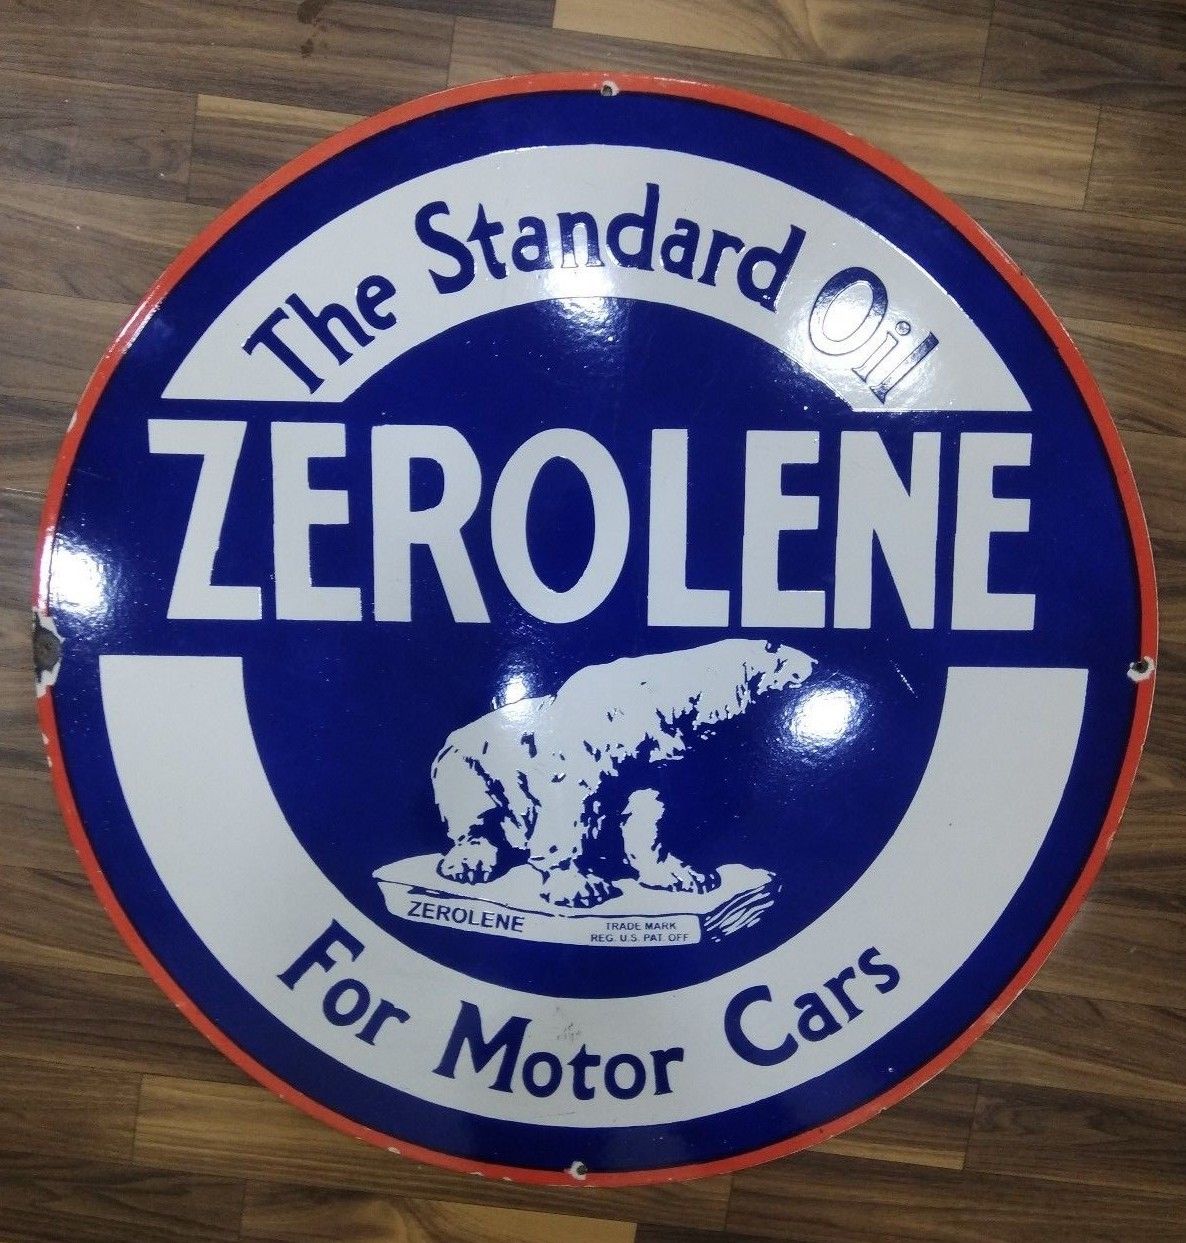 The Standard Oil
ZEROLENE
ZEROLENE
TRADE MARK
REG. U.S. PAT. OFF
For Motor Cars